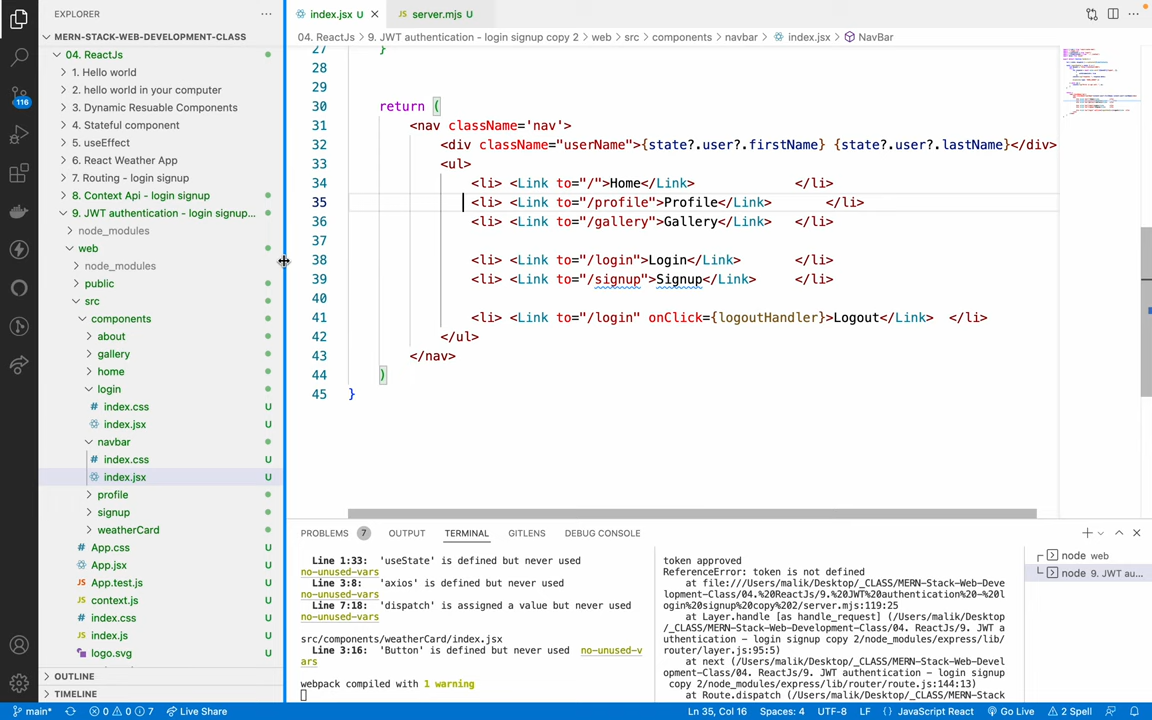 EXPLORER
MERN-STACK-WEB-DEVELOPMENT-CLASS
04. ReactJs
1. Hello world
2. hello world in your computer
3. Dynamic Resuable Components
4. Stateful component
5. useEffect
6. React Weather App
7. Routing - login signup
8. Context Api - login signup
9. JWT authentication - login signup...
node_modules
web
node_modules
public
src
components
about
gallery
home
login
# index.css U
index.jsx U
navbar
# index.css U
index.jsx U
profile
signup
weatherCard
# App.css U
App.jsx U
JS App.test.js U
JS context.js U
# index.css U
JS index.js U
logo.svg U
OUTLINE
TIMELINE
116
index.jsx U
JS server.mjs U
04. ReactJs > 9. JWT authentication - login signup copy 2 > web > src > components > navbar > index.jsx > NavBar
27 }
28
29
30 return (
31 <nav className='nav'>
32 <div className="userName">{state?.user?.firstName} {state?.user?.lastName}</div>
33 <ul>
34 <li> <Link to="/">Home</Link> </li>
35 <li> <Link to="/profile">Profile</Link> </li>
36 <li> <Link to="/gallery">Gallery</Link> </li>
37
38 <li> <Link to="/login">Login</Link> </li>
39 <li> <Link to="/signup">Signup</Link> </li>
40
41 <li> <Link to="/login" onClick={logoutHandler}>Logout</Link> </li>
42 </ul>
43 </nav>
44 )
45 }
PROBLEMS 7 OUTPUT TERMINAL GITLENS DEBUG CONSOLE
Line 1:33: 'useState' is defined but never used
no-unused-vars
Line 3:8: 'axios' is defined but never used
no-unused-vars
Line 7:18: 'dispatch' is assigned a value but never used
no-unused-vars
src/components/weatherCard/index.jsx
Line 3:16: 'Button' is defined but never used no-unused-v
ars
webpack compiled with 1 warning
token approved
ReferenceError: token is not defined
at file:///Users/malik/Desktop/_CLASS/MERN-Stack-Web-Deve
lopment-Class/04.%20ReactJs/9.%20JWT%20authentication%20-%20l
ogin%20signup%20copy%202/server.mjs:119:25
at Layer.handle [as handle_request] (/Users/malik/Desktop
/_CLASS/MERN-Stack-Web-Development-Class/04. ReactJs/9. JWT a
uthentication - login signup copy 2/node_modules/express/lib/
router/layer.js:95:5)
at next (/Users/malik/Desktop/_CLASS/MERN-Stack-Web-Devel
opment-Class/04. ReactJs/9. JWT authentication - login signup
copy 2/node_modules/express/lib/router/route.js:144:13)
at Route.dispatch (/Users/malik/Desktop/_CLASS/MERN-Stack
node web
node 9. JWT au...
main* 0 0 7 Live Share
Ln 35, Col 16 Spaces: 4 UTF-8 LF {} JavaScript React Go Live 2 Spell